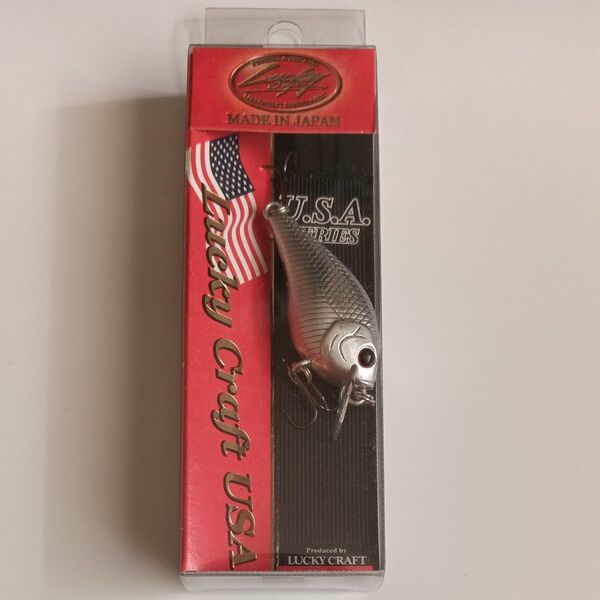 Lucky
Craft
MADE IN JAPAN
U.S.A.
SERIES
Lucky Craft USA
Produced by
LUCKY CRAFT